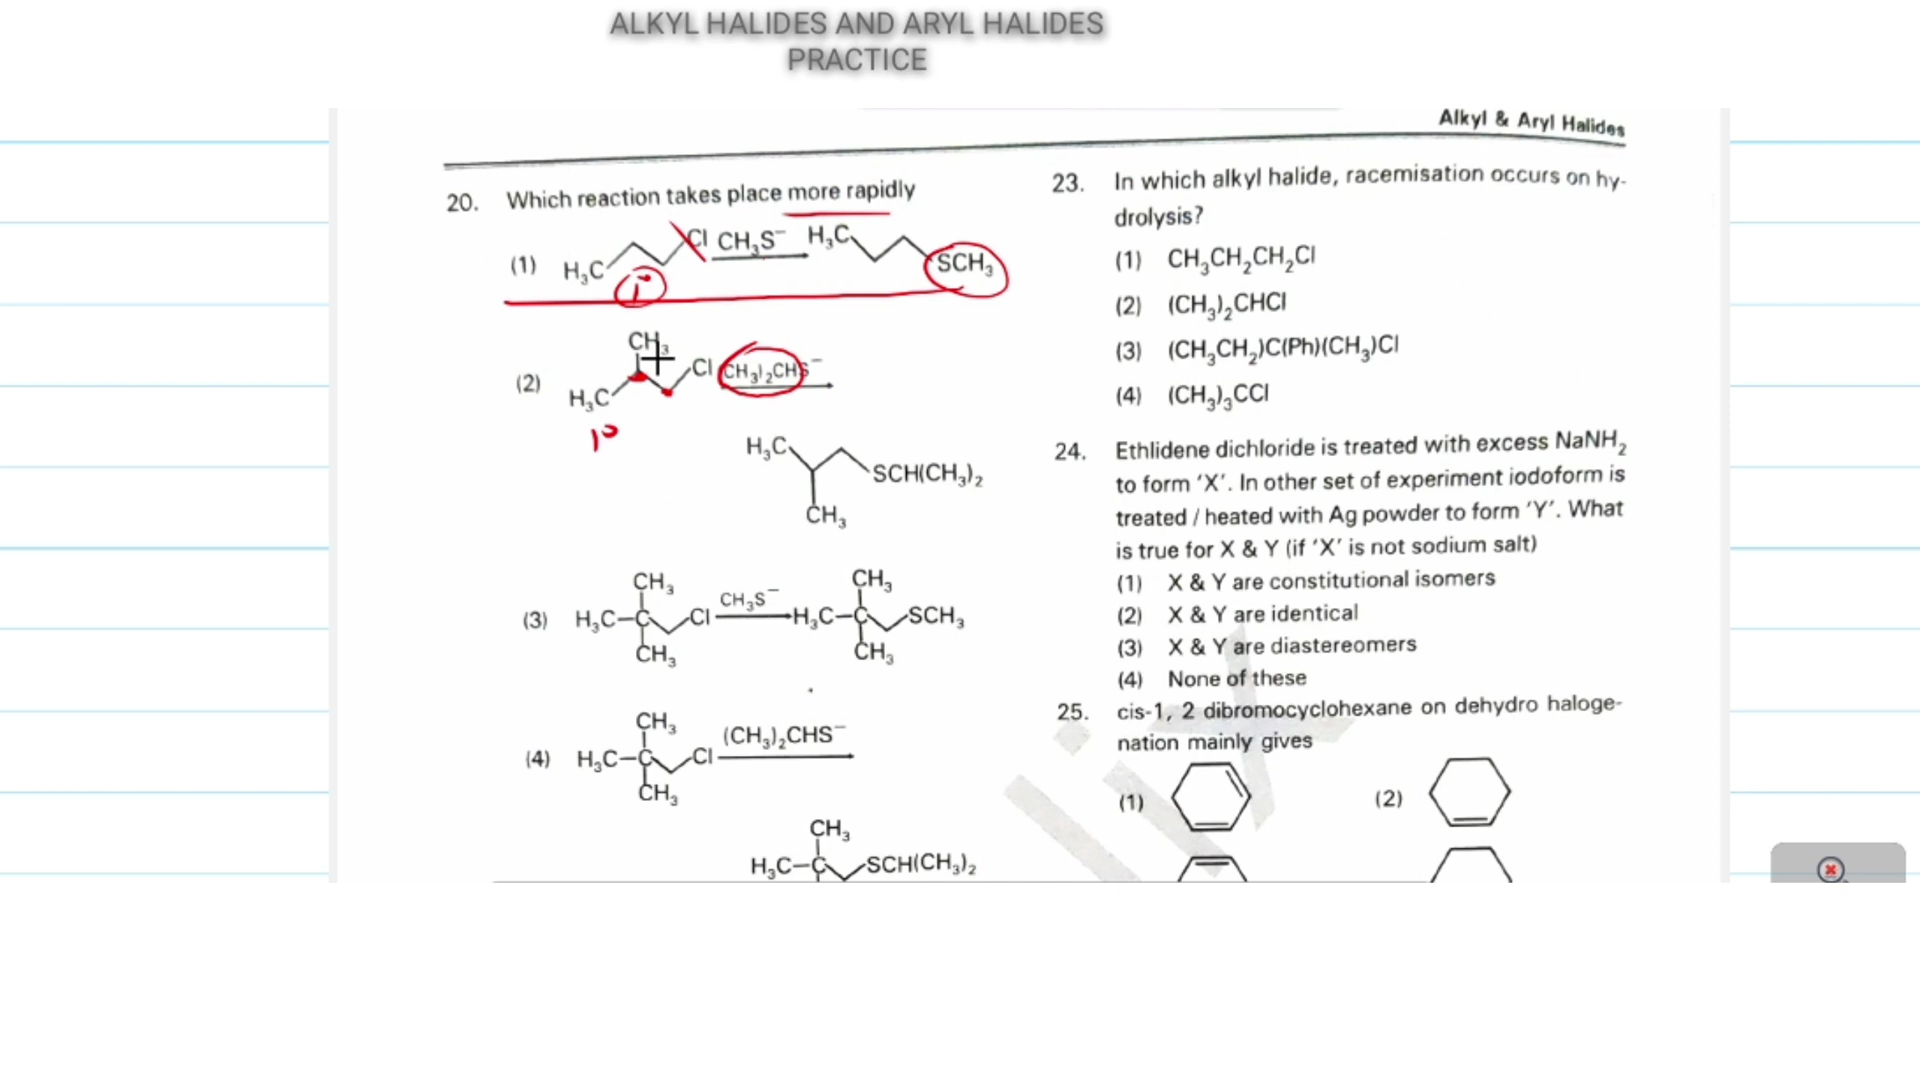 ALKYL HALIDES AND ARYL HALIDES
PRACTICE
Alkyl & Aryl Halides
20. Which reaction takes place more rapidly
(1) H₃C Cl CH₃S⁻ H₃C SCH₃
1°
(2) H₃C CH₃ Cl (CH₃)₂CHS⁻
1°
H₃C SCH(CH₃)₂
CH₃
(3) H₃C-C Cl CH₃S⁻ H₃C-C SCH₃
CH₃ CH₃
CH₃ CH₃
(4) H₃C-C Cl (CH₃)₂CHS⁻
CH₃
CH₃
CH₃
H₃C-C SCH(CH₃)₂
23. In which alkyl halide, racemisation occurs on hy-
drolysis?
(1) CH₃CH₂CH₂Cl
(2) (CH₃)₂CHCl
(3) (CH₃CH₂)C(Ph)(CH₃)Cl
(4) (CH₃)₃CCl
24. Ethlidene dichloride is treated with excess NaNH₂
to form 'X'. In other set of experiment iodoform is
treated / heated with Ag powder to form 'Y'. What
is true for X & Y (if 'X' is not sodium salt)
(1) X & Y are constitutional isomers
(2) X & Y are identical
(3) X & Y are diastereomers
(4) None of these
25. cis-1, 2 dibromocyclohexane on dehydro haloge-
nation mainly gives
(1) (2)